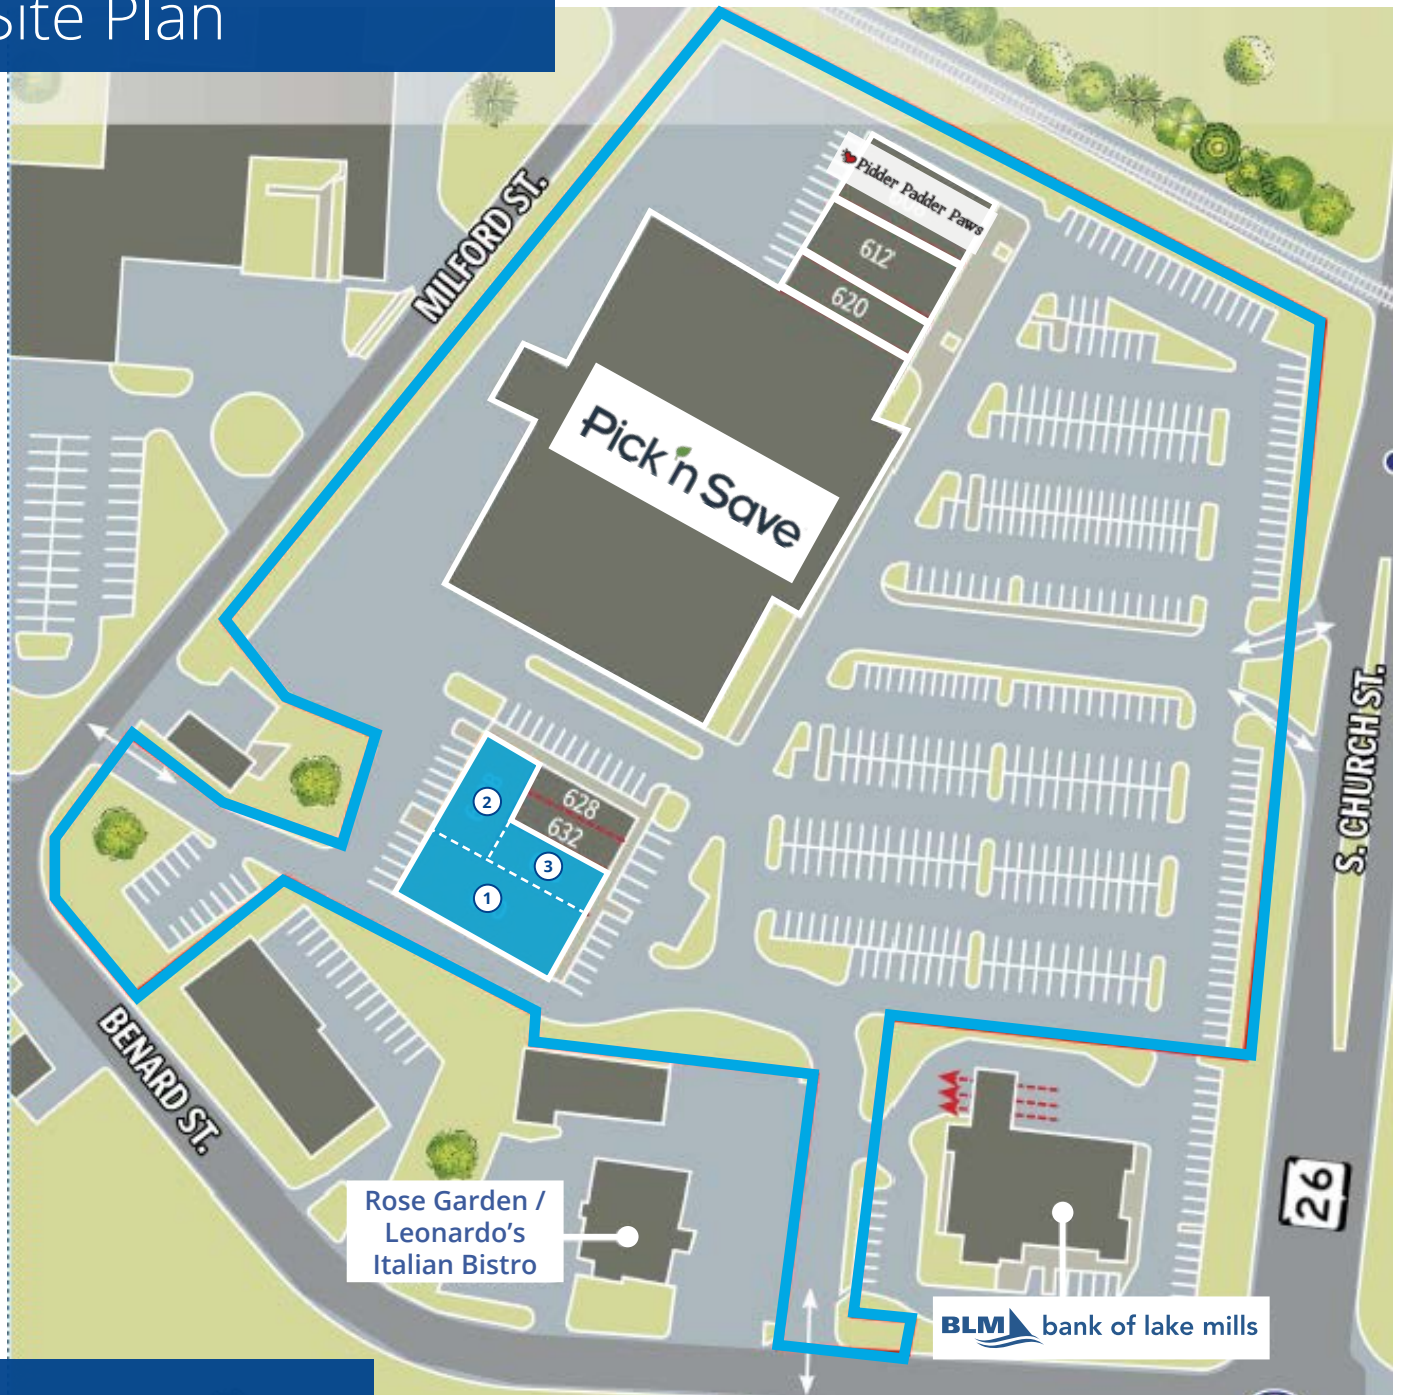 Site Plan
MILFORD ST.
Pidder Padder Paws
612
620
Pick 'n Save
S. CHURCH ST.
628
632
2
3
1
BENARD ST.
Rose Garden /
Leonardo's
Italian Bistro
26
BLM bank of lake mills